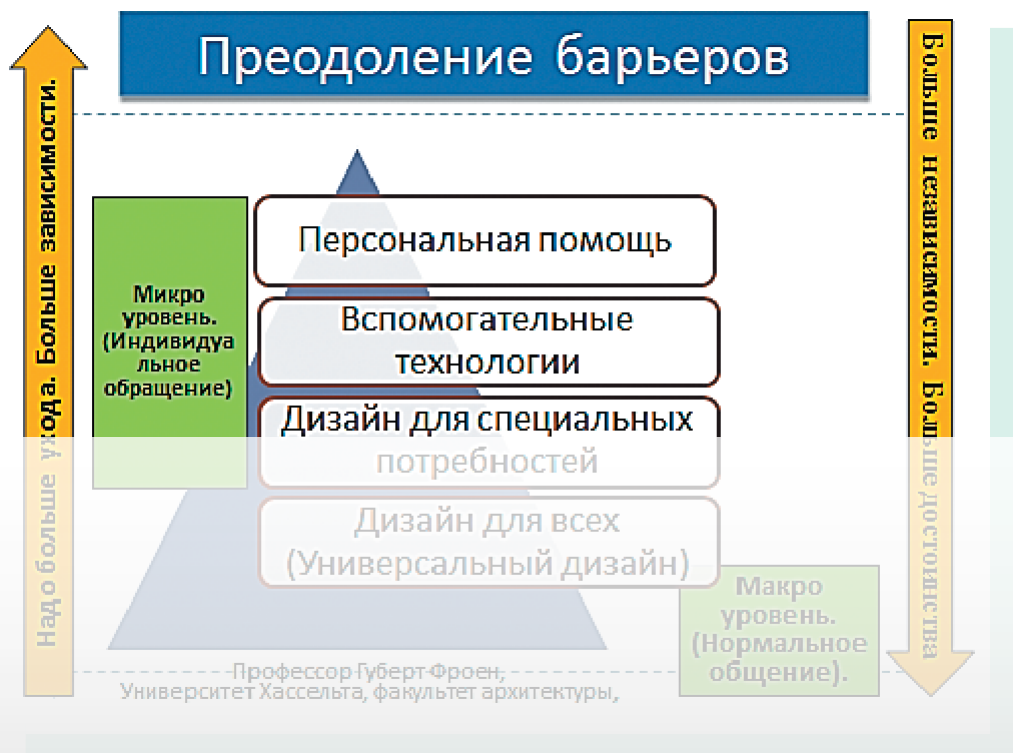 Преодоление барьеров
Надо больше ухода. Больше зависимости.
Больше независимости. Больше достоинства
Персональная помощь
Микро
уровень.
(Индивидуа
льное
обращение)
Вспомогательные
технологии
Дизайн для специальных
потребностей
Дизайн для всех
(Универсальный дизайн)
Макро
уровень.
(Нормальное
общение).
Профессор Губерт Фроен,
Университет Хассельта, факультет архитектуры,